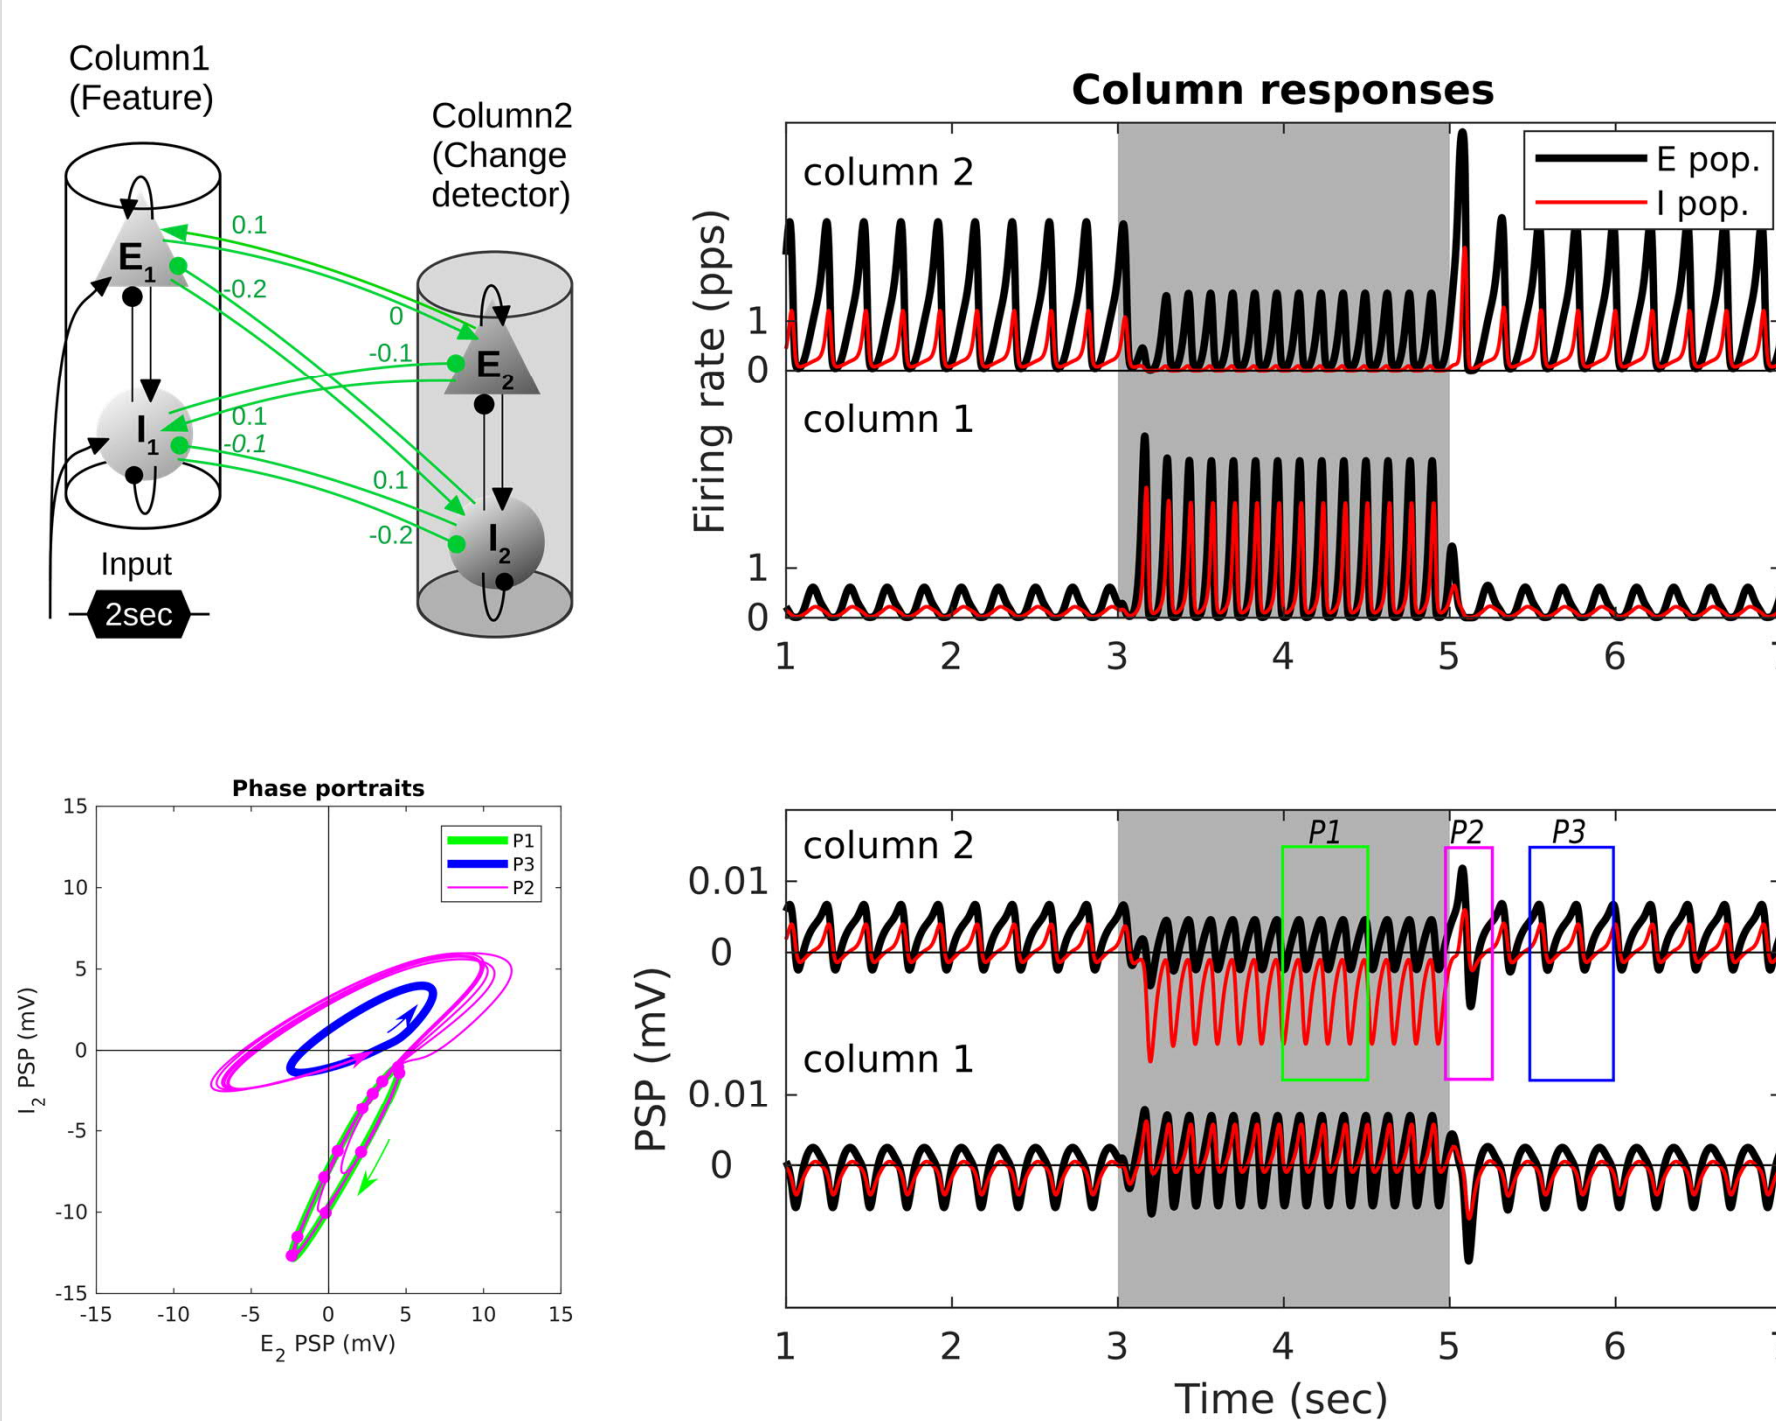 Column1
(Feature)
Column2
(Change
detector)
E1
I1
E2
I2
0.1
-0.2
0
-0.1
0.1
-0.1
0.1
-0.2
Input
2sec
Column responses
column 2
E pop.
I pop.
1
0
column 1
1
0
Firing rate (pps)
1 2 3 4 5 6
Phase portraits
P1
P3
P2
15
10
5
0
-5
-10
-15
-15 -10 -5 0 5 10 15
I2 PSP (mV)
E2 PSP (mV)
column 2
P1 P2 P3
0.01
0
column 1
0.01
0
PSP (mV)
1 2 3 4 5 6
Time (sec)